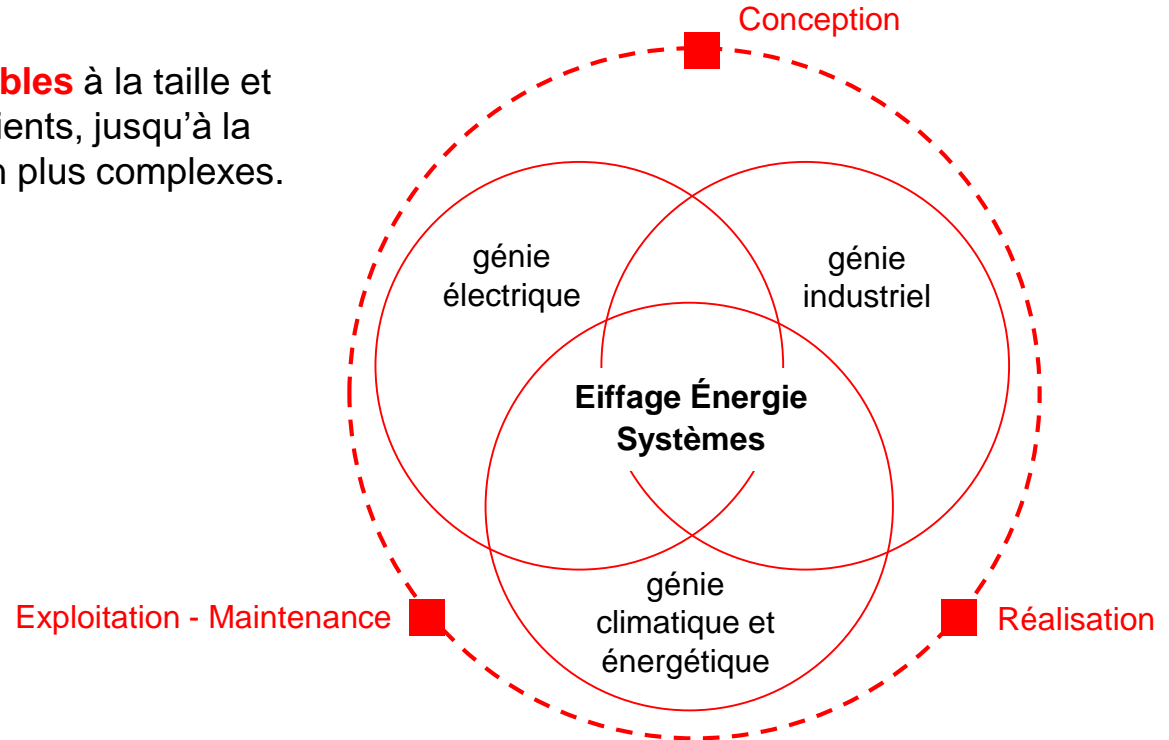 Conception
bles à la taille et
ients, jusqu'à la
n plus complexes.
génie
électrique
génie
industriel
Eiffage Énergie
Systèmes
génie
climatique et
énergétique
Exploitation - Maintenance
Réalisation